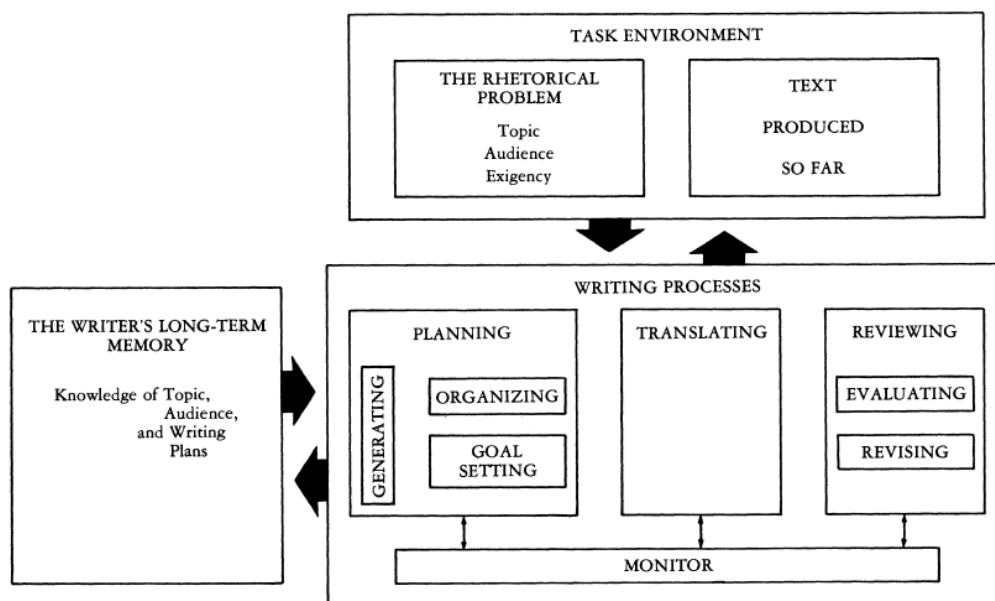 TASK ENVIRONMENT
THE RHETORICAL
PROBLEM
Topic
Audience
Exigency
TEXT
PRODUCED
SO FAR
THE WRITER'S LONG-TERM
MEMORY
Knowledge of Topic,
Audience,
and Writing
Plans
WRITING PROCESSES
PLANNING
GENERATING
ORGANIZING
GOAL
SETTING
TRANSLATING
REVIEWING
EVALUATING
REVISING
MONITOR